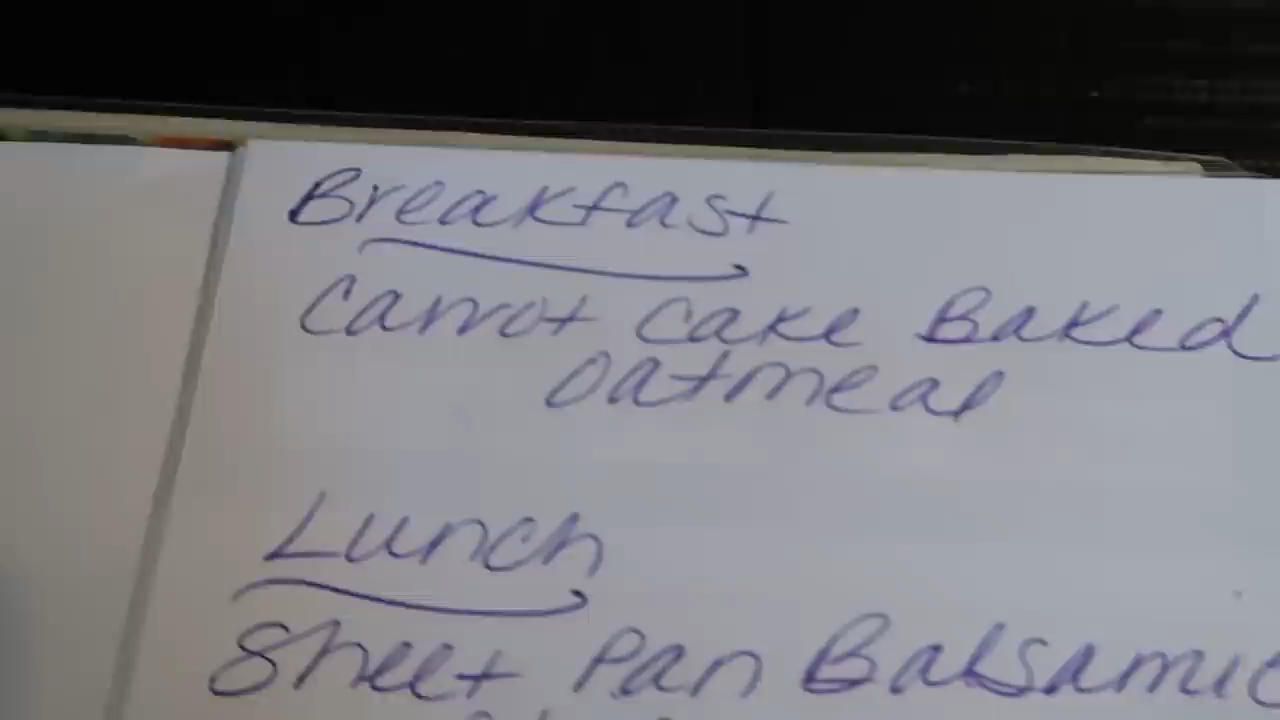 Breakfast
Carrot Cake Baked
Oatmeal
Lunch
Sheet Pan Balsamic